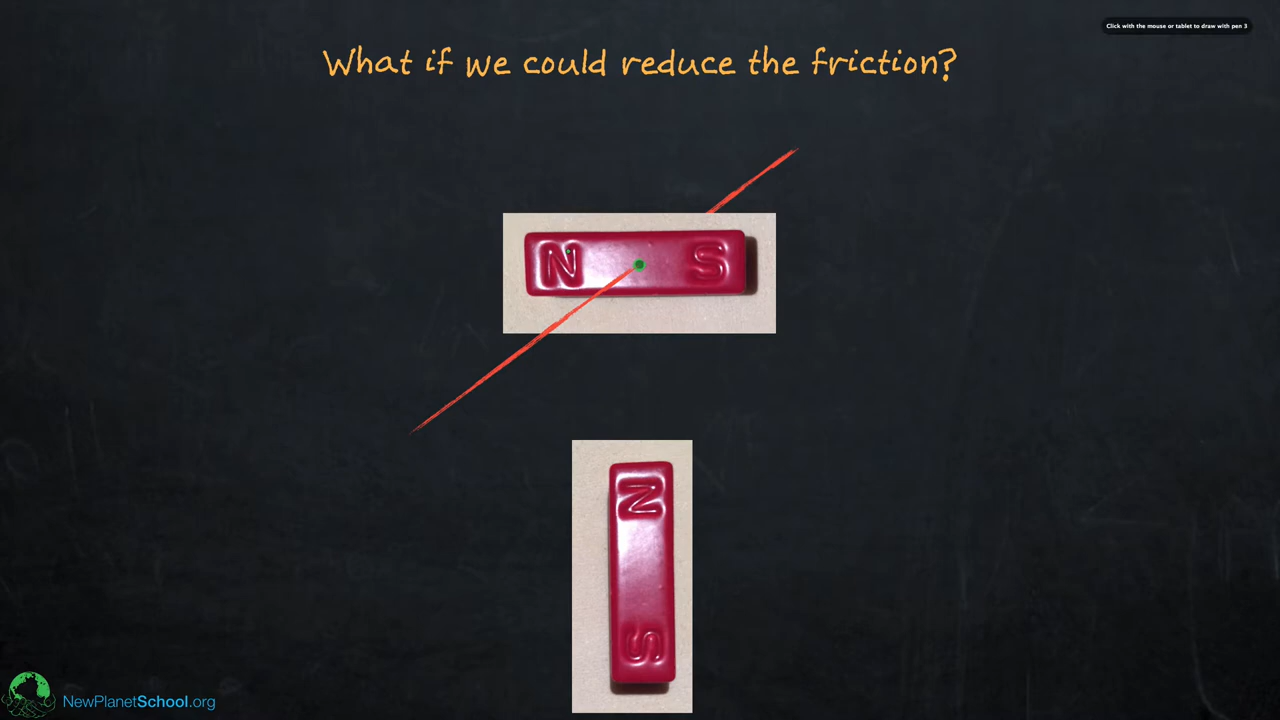 Click with the mouse or tablet to draw with pen 3
What if we could reduce the friction?
N S
N
S
NewPlanetSchool.org